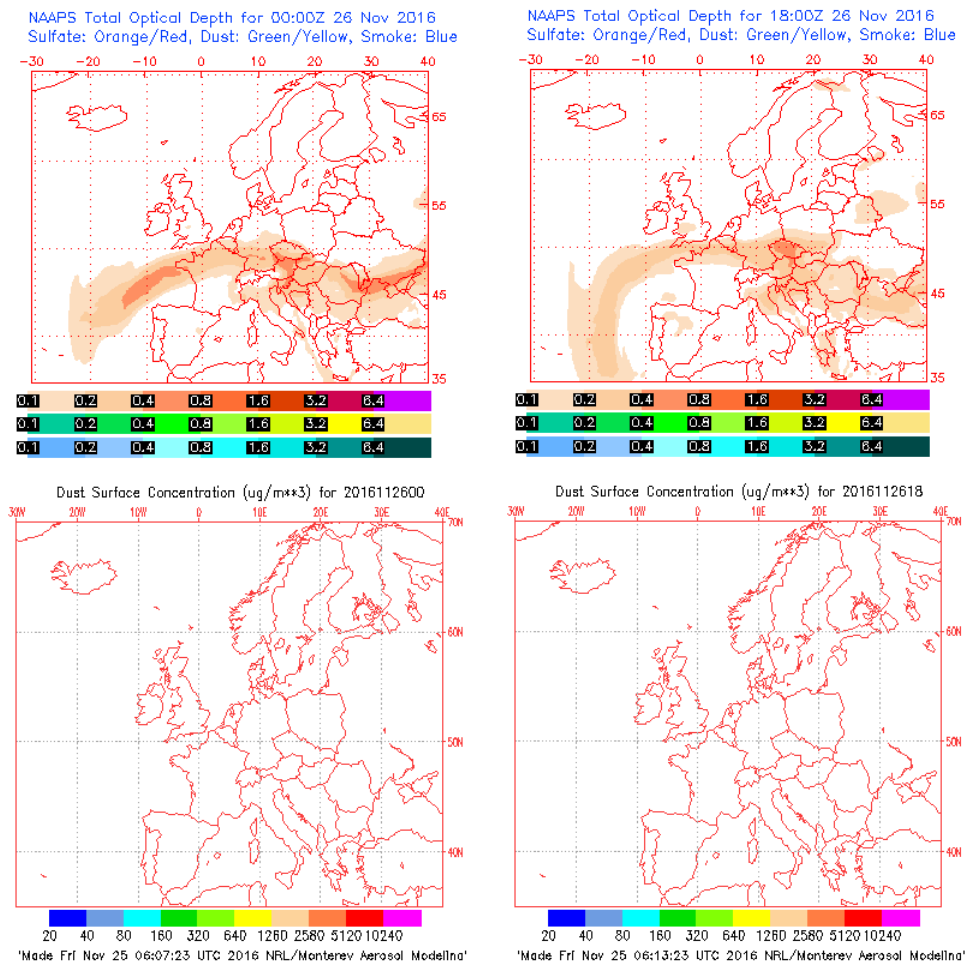 NAAPS Total Optical Depth for 00:00Z 26 Nov 2016
Sulfate: Orange/Red, Dust: Green/Yellow, Smoke: Blue
-30 -20 -10 0 10 20 30 40
65
55
45
35
0.1 0.2 0.4 0.8 1.6 3.2 6.4
0.1 0.2 0.4 0.8 1.6 3.2 6.4
0.1 0.2 0.4 0.8 1.6 3.2 6.4
NAAPS Total Optical Depth for 18:00Z 26 Nov 2016
Sulfate: Orange/Red, Dust: Green/Yellow, Smoke: Blue
-30 -20 -10 0 10 20 30 40
65
55
45
35
0.1 0.2 0.4 0.8 1.6 3.2 6.4
0.1 0.2 0.4 0.8 1.6 3.2 6.4
0.1 0.2 0.4 0.8 1.6 3.2 6.4
Dust Surface Concentration (ug/m**3) for 2016112600
30W 20W 10W 0 10E 20E 30E 40E
70N
60N
50N
40N
20 40 80 160 320 640 1260 2580 5120 10240
'Made Fri Nov 25 06:07:23 UTC 2016 NRL/Monterey Aerosol Modeling'
Dust Surface Concentration (ug/m**3) for 2016112618
30W 20W 10W 0 10E 20E 30E 40E
70N
60N
50N
40N
20 40 80 160 320 640 1260 2580 5120 10240
'Made Fri Nov 25 06:13:23 UTC 2016 NRL/Monterey Aerosol Modeling'